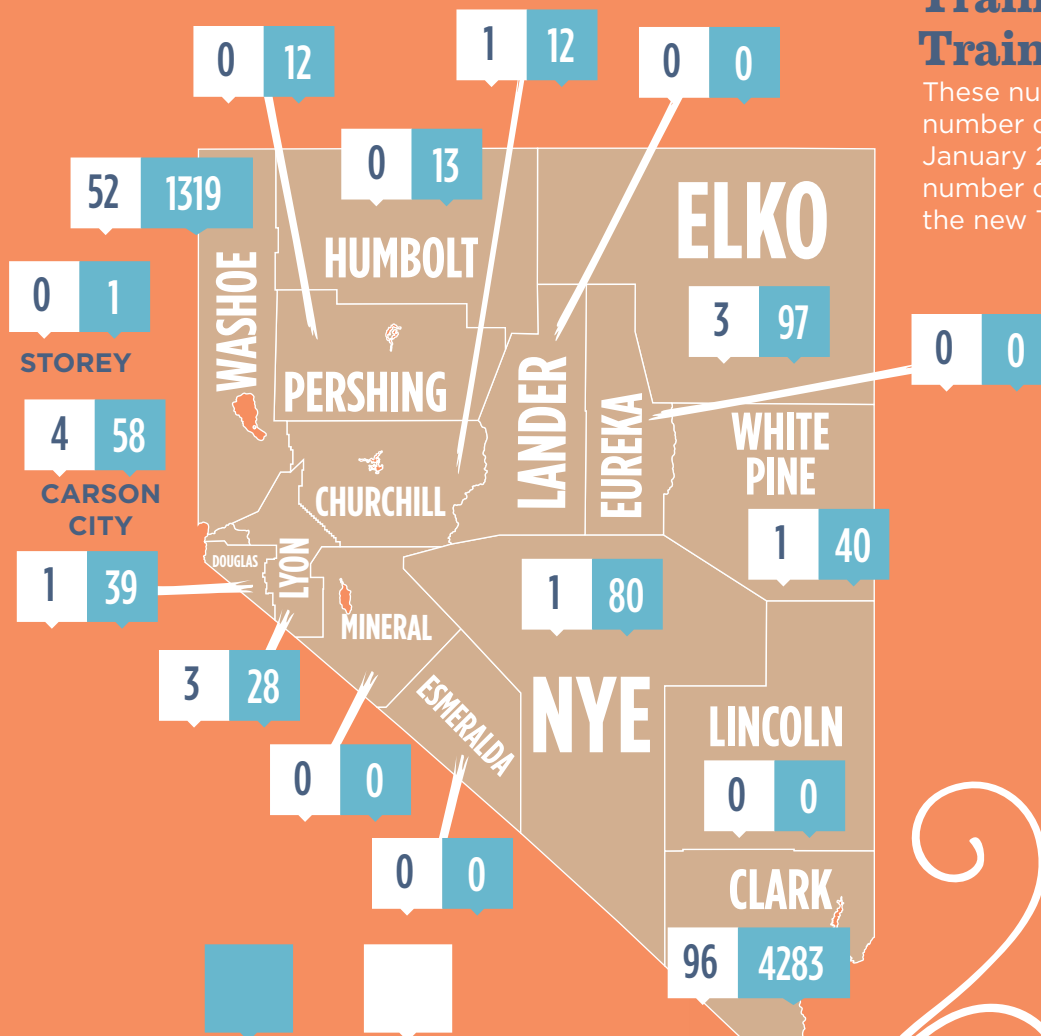 Train
Train
These nu
number o
January 2
number o
the new T
0 12
1 12
0 0
52 1319
0 13
HUMBOLT
ELKO
3 97
WASHOE
0 1
STOREY
PERSHING
LANDER
EUREKA
0 0
4 58
CARSON
CITY
CHURCHILL
WHITE
PINE
1 40
DOUGLAS
1 39
LYON
MINERAL
1 80
3 28
ESMERALDA
NYE
LINCOLN
0 0
0 0
0 0
CLARK
96 4283